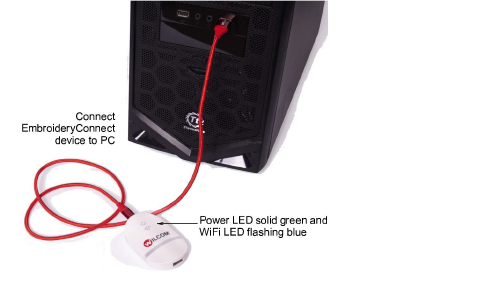 Connect
EmbroideryConnect
device to PC
Power LED solid green and
WiFi LED flashing blue
WILCOM